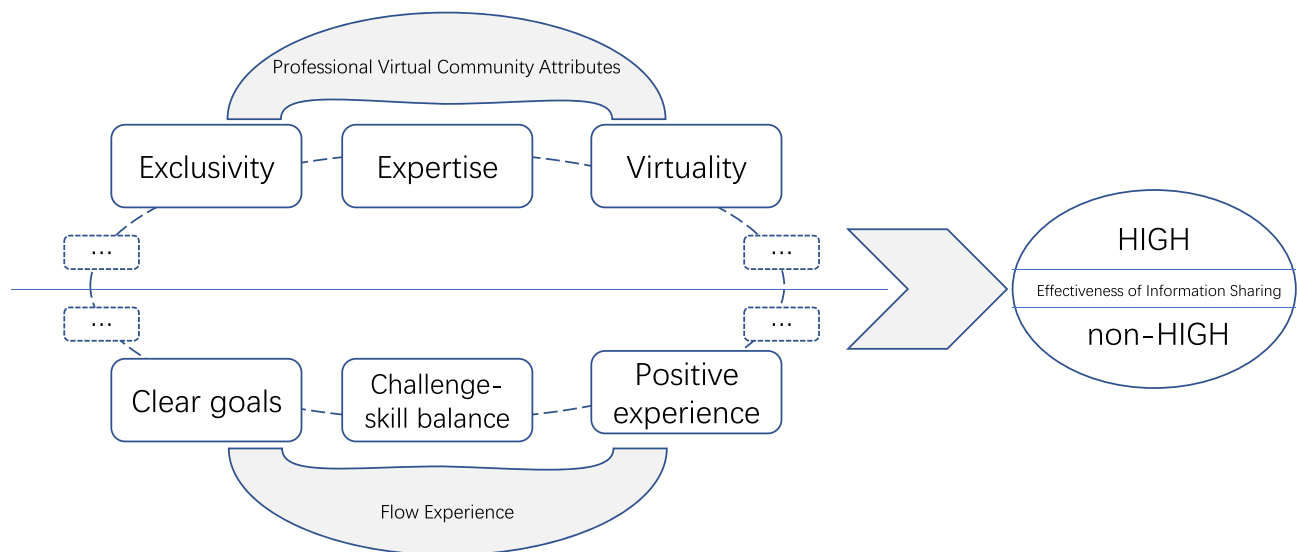 Professional Virtual Community Attributes
Exclusivity
Expertise
Virtuality
...
...
HIGH
Effectiveness of Information Sharing
non-HIGH
...
...
Clear goals
Challenge-
skill balance
Positive
experience
Flow Experience